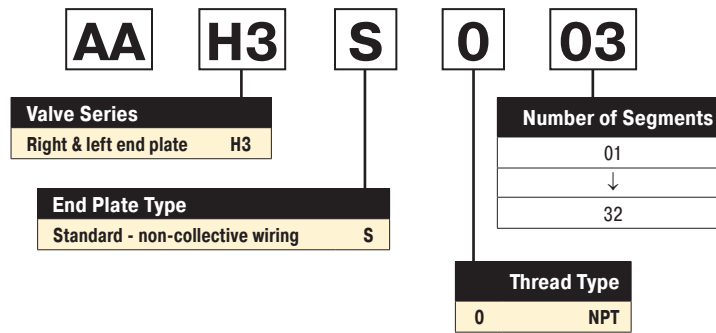 AA H3 S 0 03
Valve Series
Right & left end plate H3
Number of Segments
01
↓
32
End Plate Type
Standard - non-collective wiring S
Thread Type
0 NPT